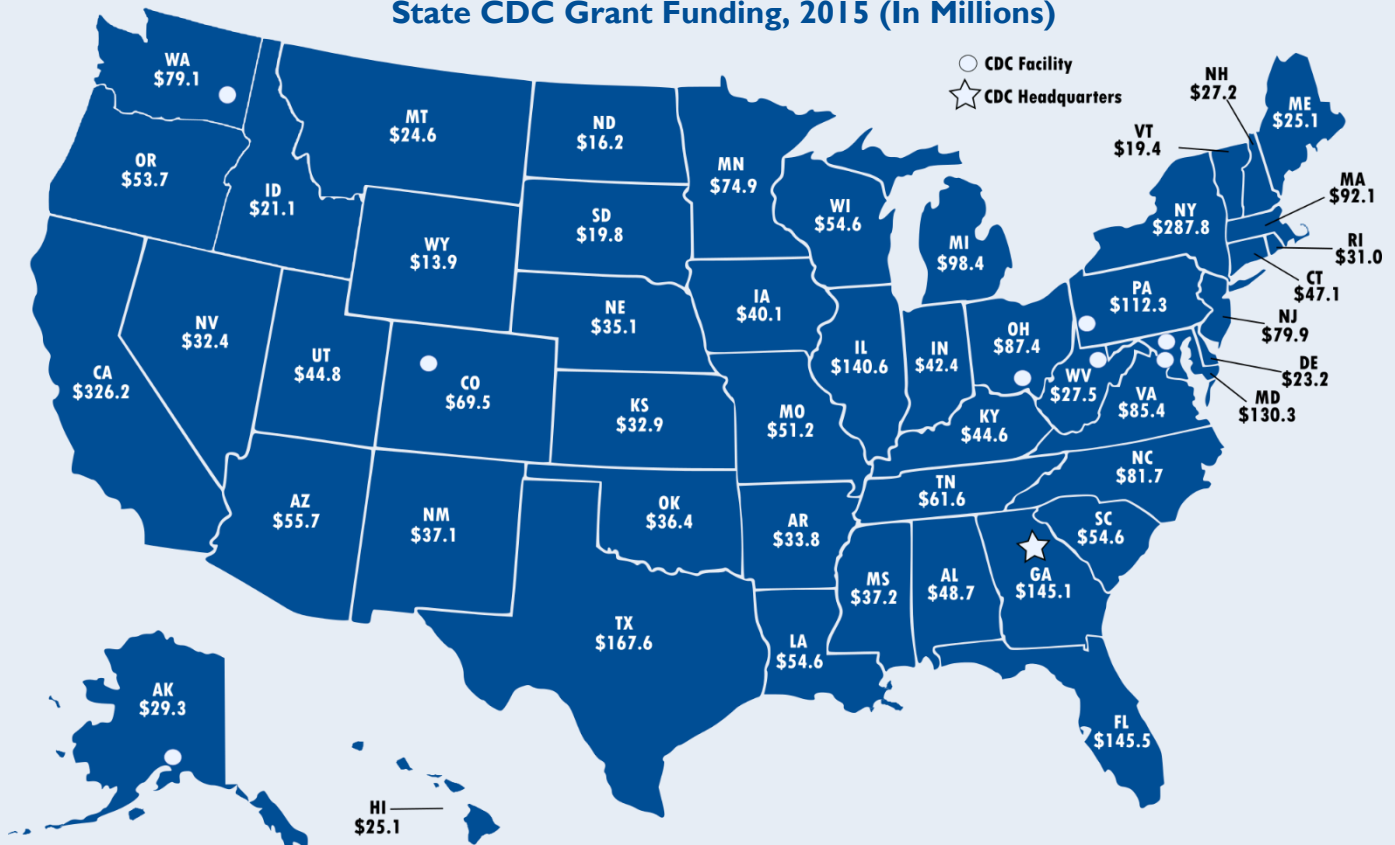 State CDC Grant Funding, 2015 (In Millions)
CDC Facility
CDC Headquarters
WA
$79.1
MT
$24.6
ND
$16.2
MN
$74.9
NH
$27.2
ME
$25.1
VT
$19.4
OR
$53.7
ID
$21.1
SD
$19.8
WI
$54.6
MI
$98.4
NY
$287.8
MA
$92.1
RI
$31.0
CT
$47.1
WY
$13.9
IA
$40.1
PA
$112.3
NJ
$79.9
NV
$32.4
UT
$44.8
NE
$35.1
IL
$140.6
IN
$42.4
OH
$87.4
DE
$23.2
MD
$130.3
CA
$326.2
CO
$69.5
KS
$32.9
MO
$51.2
KY
$44.6
WV
$27.5
VA
$85.4
AZ
$55.7
NM
$37.1
OK
$36.4
AR
$33.8
TN
$61.6
NC
$81.7
SC
$54.6
MS
$37.2
AL
$48.7
GA
$145.1
TX
$167.6
LA
$54.6
FL
$145.5
AK
$29.3
HI
$25.1